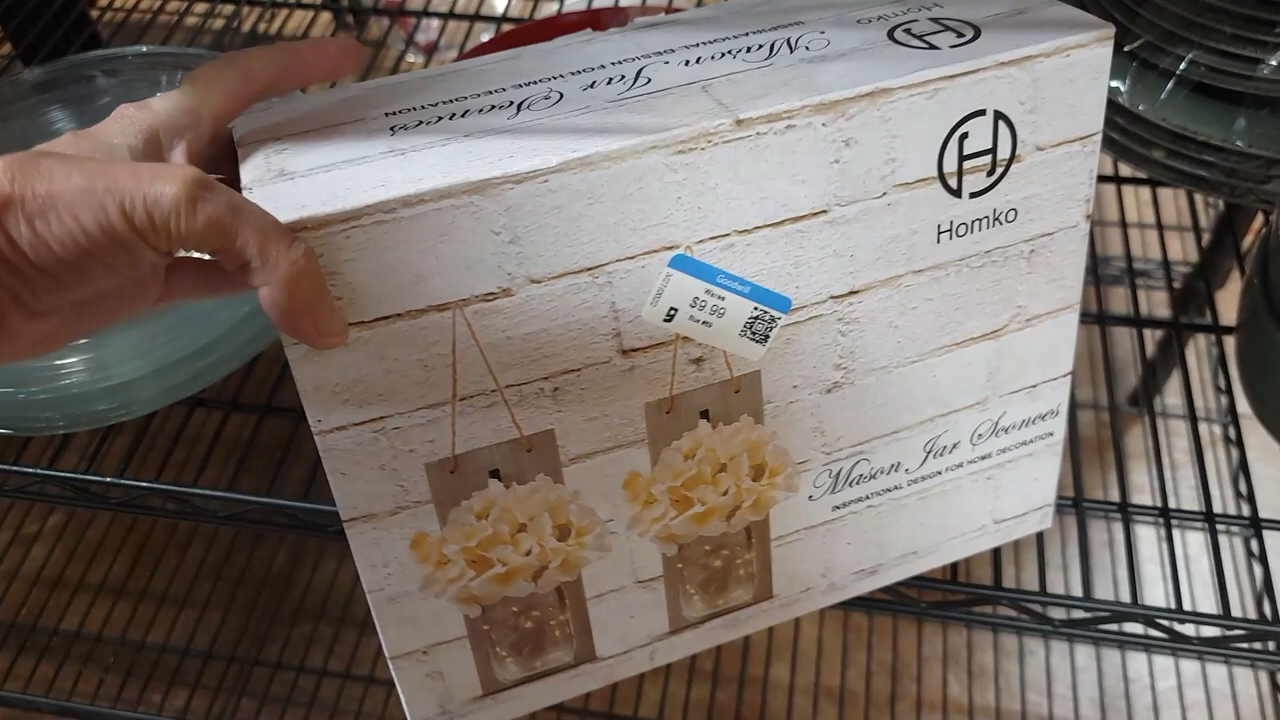 Homko
Mason Jar Sconces
INSPIRATIONAL DESIGN FOR HOME DECORATION
Homko
Goodwill
Wares
$9.99
Mason Jar Sconces
INSPIRATIONAL DESIGN FOR HOME DECORATION